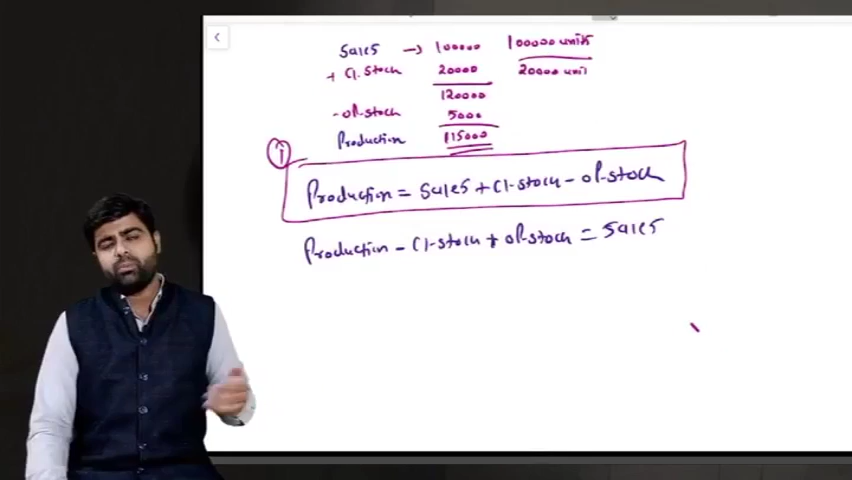 Sales → 100000 100000 units
+ Cl. Stock 20000 20000 unit
120000
- oP. stock 5000
Production 115000
①
Production = Sales + Cl-stock - oP. stock
Production - Cl-stock + oP. stock = Sales